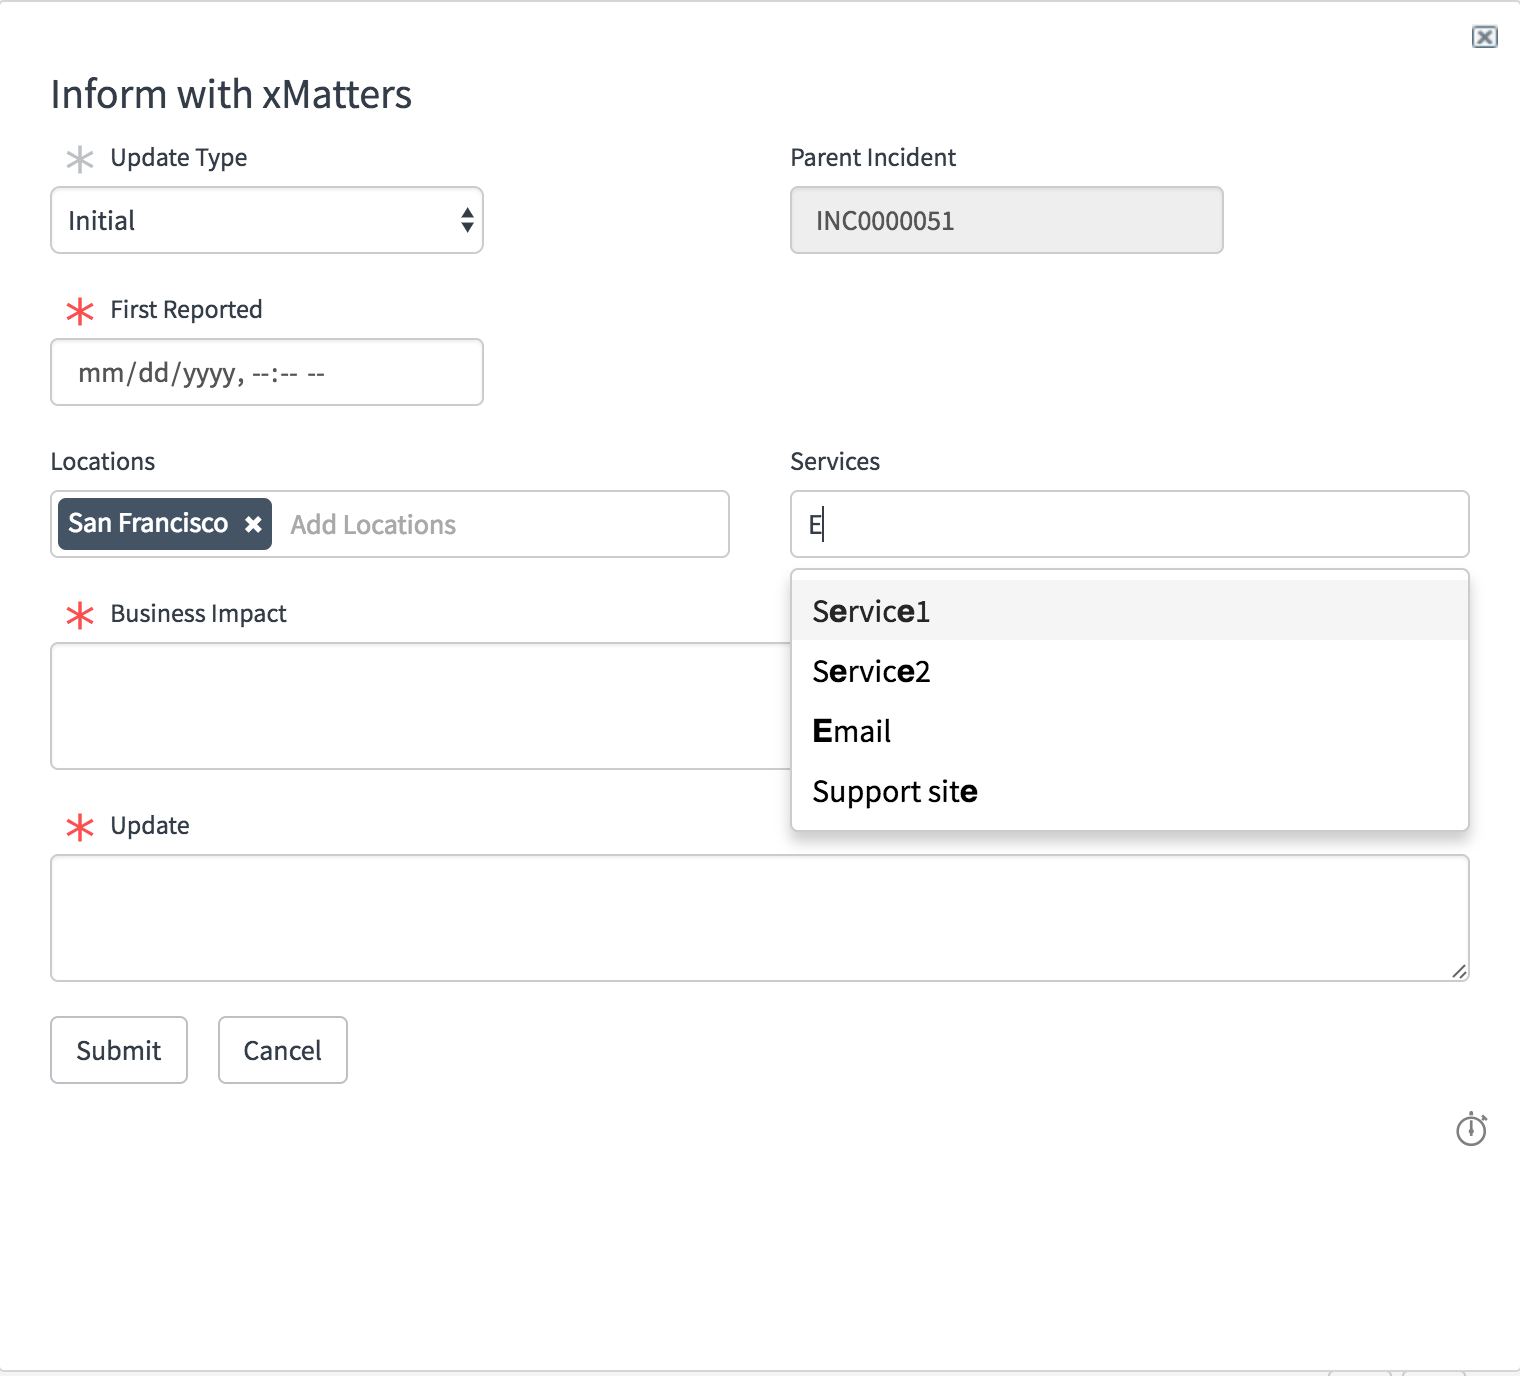 Inform with xMatters
Update Type
Parent Incident
Initial
INC0000051
First Reported
mm/dd/yyyy, --:-- --
Locations
Services
San Francisco ✖ Add Locations
E
Business Impact
Service1
Service2
Email
Support site
Update
Submit
Cancel